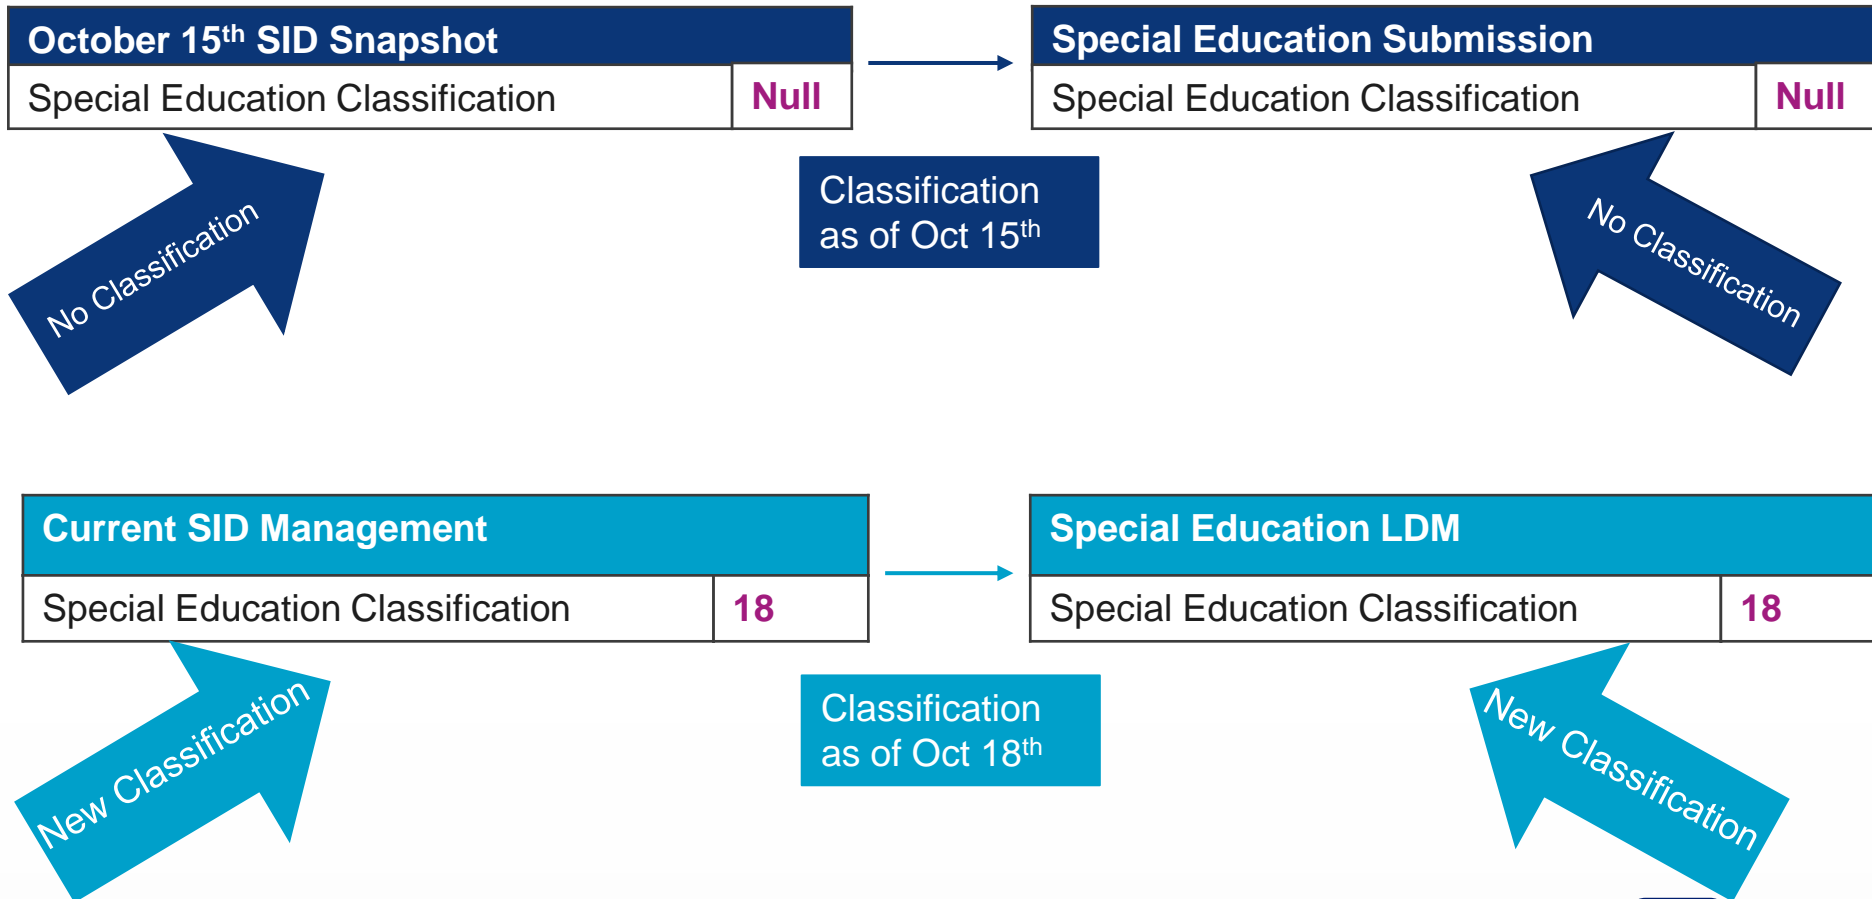 October 15th SID Snapshot
Special Education Classification
Null
Special Education Submission
Special Education Classification
Null
No Classification
Classification
as of Oct 15th
No Classification
Current SID Management
Special Education Classification
18
Special Education LDM
Special Education Classification
18
New Classification
Classification
as of Oct 18th
New Classification